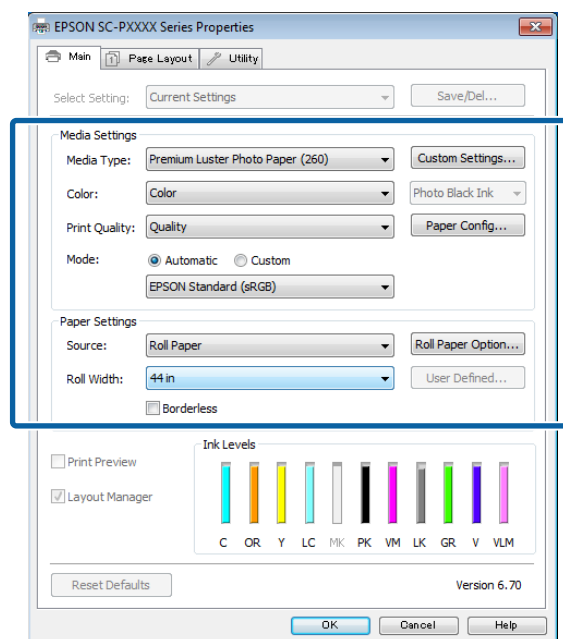 EPSON SC-PXXXX Series Properties
Main Page Layout Utility
Select Setting: Current Settings Save/Del...
Media Settings
Media Type: Premium Luster Photo Paper (260) Custom Settings...
Color: Color Photo Black Ink
Print Quality: Quality Paper Config...
Mode: Automatic Custom
EPSON Standard (sRGB)
Paper Settings
Source: Roll Paper Roll Paper Option...
Roll Width: 44 in User Defined...
Borderless
Ink Levels
Print Preview
Layout Manager
C OR Y LC MK PK VM LK GR V VLM
Reset Defaults Version 6.70
OK Cancel Help